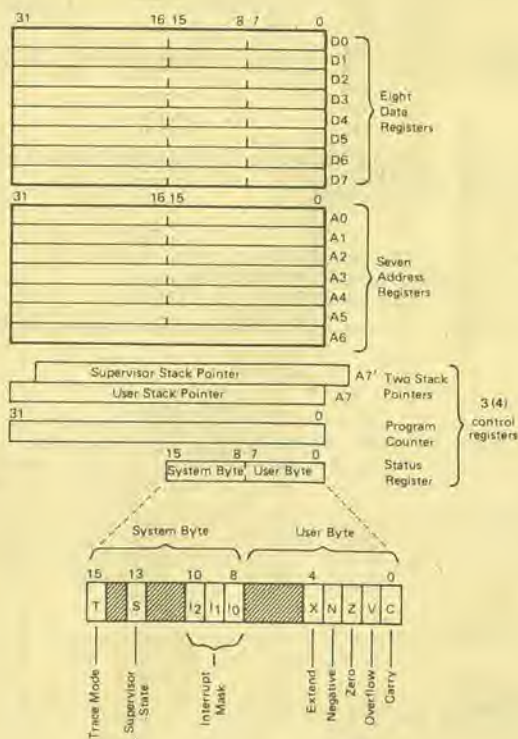 31 16 15 8 7 0
D0
D1
D2
D3
D4
D5
D6
D7
Eight
Data
Registers
31 16 15 0
A0
A1
A2
A3
A4
A5
A6
Seven
Address
Registers
Supervisor Stack Pointer
A7'
User Stack Pointer
A7
Two Stack
Pointers
31 0
Program
Counter
3 (4)
control
registers
15 8 7 0
System Byte User Byte
Status
Register
System Byte User Byte
15 13 10 8 4 0
T S I2 I1 I0 X N Z V C
Trace Mode
Supervisor
State
Interrupt
Mask
Extend
Negative
Zero
Overflow
Carry